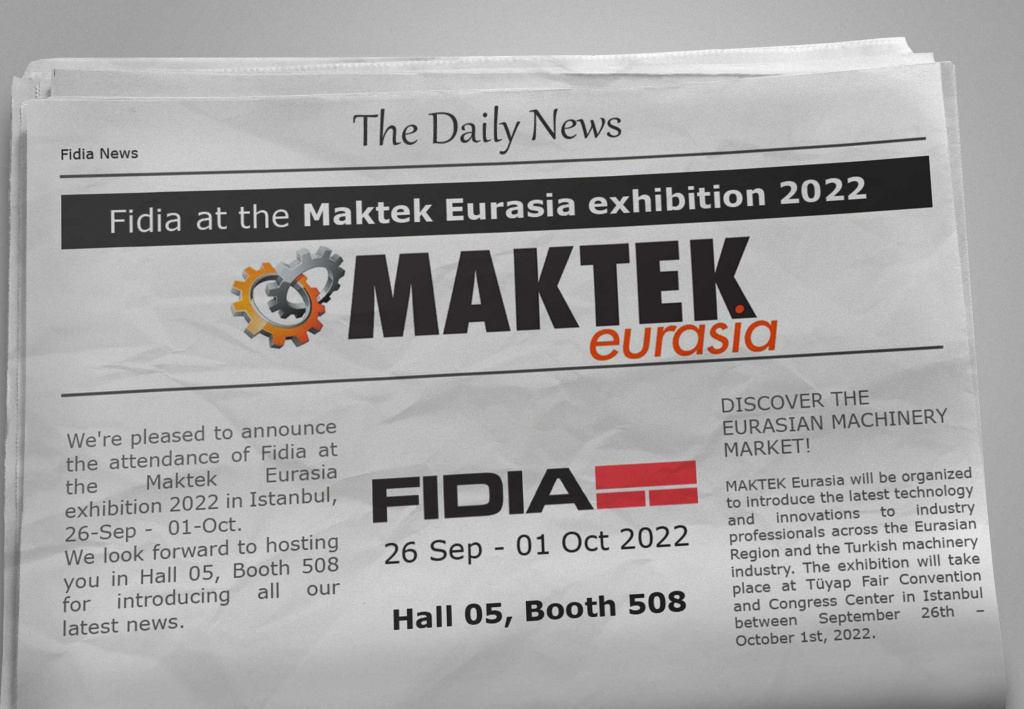 The Daily News
Fidia News
Fidia at the Maktek Eurasia exhibition 2022
MAKTEK
eurasia
We're pleased to announce
the attendance of Fidia at
the Maktek Eurasia
exhibition 2022 in Istanbul,
26-Sep - 01-Oct.
We look forward to hosting
you in Hall 05, Booth 508
for introducing all our
latest news.
FIDIA
26 Sep - 01 Oct 2022
Hall 05, Booth 508
DISCOVER THE
EURASIAN MACHINERY
MARKET!
MAKTEK Eurasia will be organized
to introduce the latest technology
and innovations to industry
professionals across the Eurasian
Region and the Turkish machinery
industry. The exhibition will take
place at Tüyap Fair Convention
and Congress Center in Istanbul
between September 26th –
October 1st, 2022.